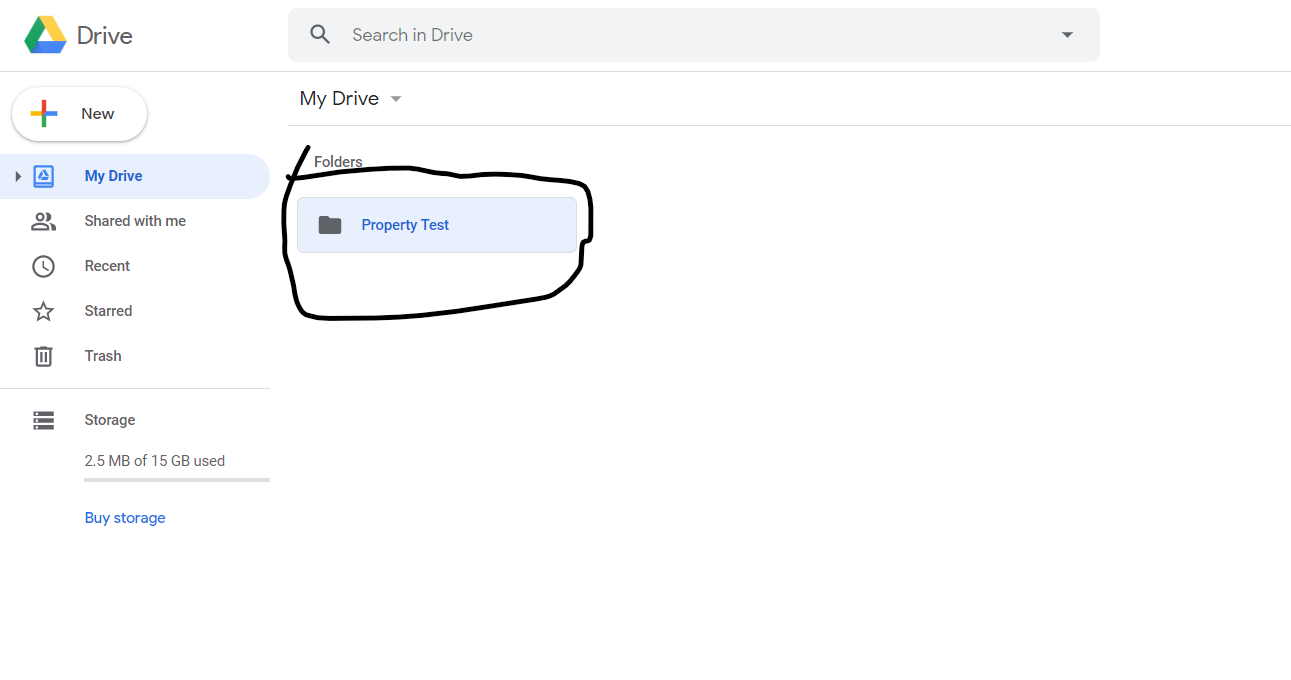 Drive
Search in Drive
New
My Drive
My Drive
Shared with me
Recent
Starred
Trash
Storage
2.5 MB of 15 GB used
Buy storage
Folders
Property Test